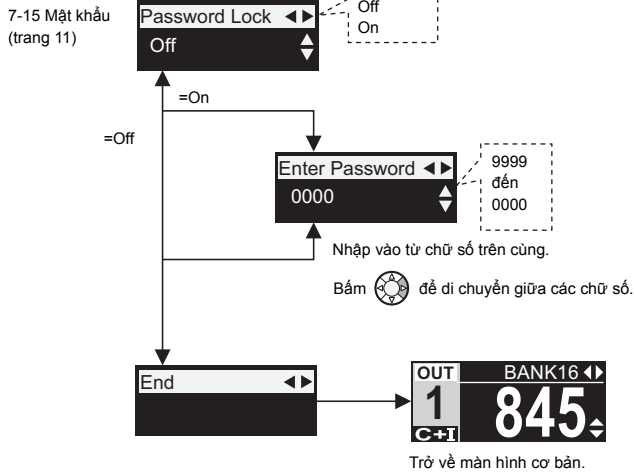 7-15 Mật khẩu
(trang 11)
Password Lock
Off
Off
On
=On
=Off
Enter Password
0000
9999
đến
0000
Nhập vào từ chữ số trên cùng.
Bấm để di chuyển giữa các chữ số.
End
OUT
1
C+I
BANK16
845
Trở về màn hình cơ bản.